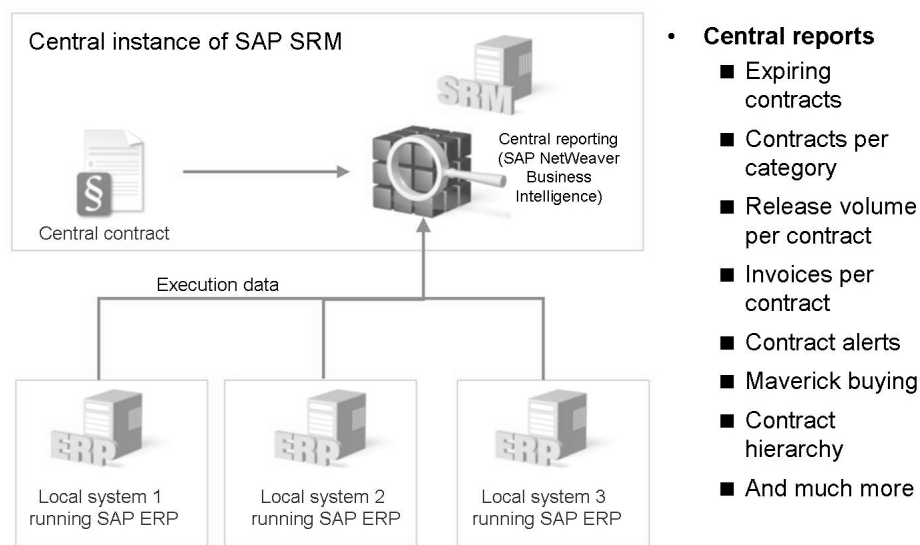 Central instance of SAP SRM
SRM
Central reporting
(SAP NetWeaver
Business
Intelligence)
§
Central contract
Execution data
ERP
Local system 1
running SAP ERP
ERP
Local system 2
running SAP ERP
ERP
Local system 3
running SAP ERP
• Central reports
■ Expiring
contracts
■ Contracts per
category
■ Release volume
per contract
■ Invoices per
contract
■ Contract alerts
■ Maverick buying
■ Contract
hierarchy
■ And much more